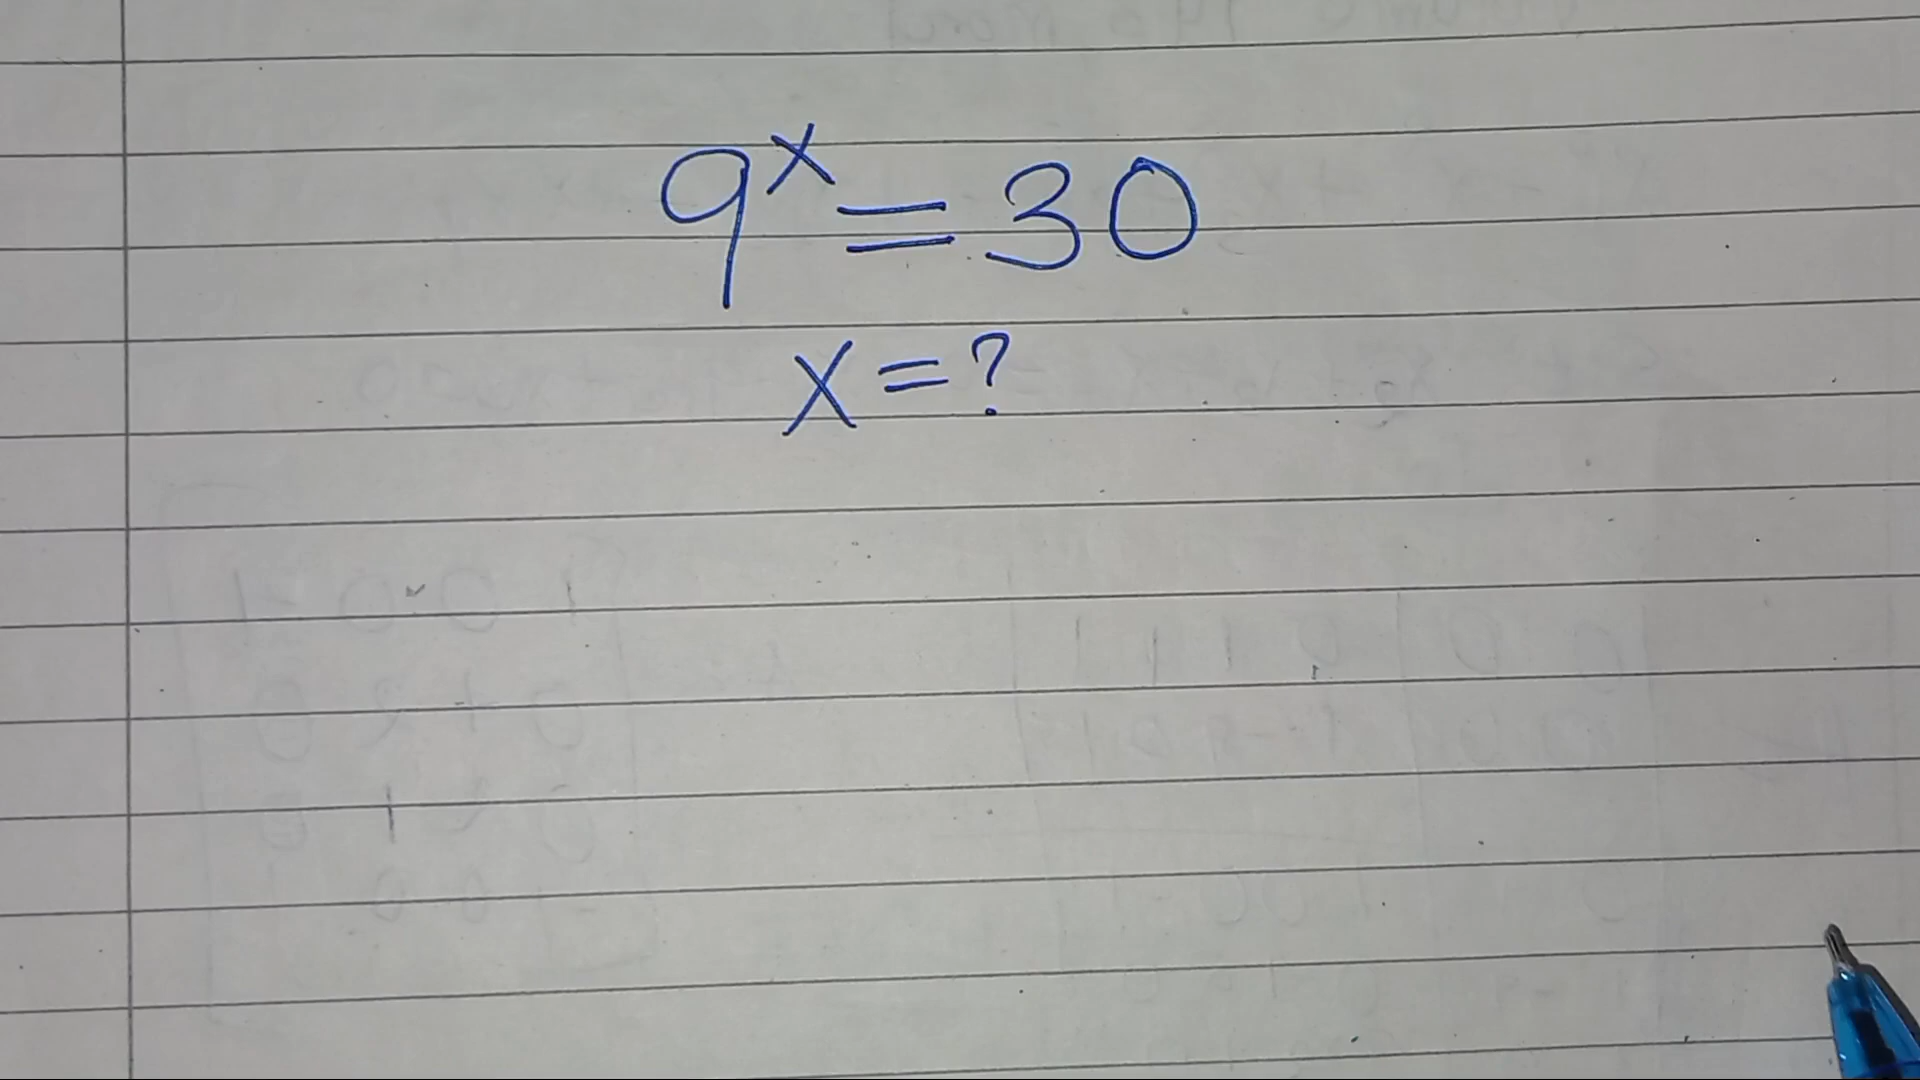 9^x = 30
x = ?